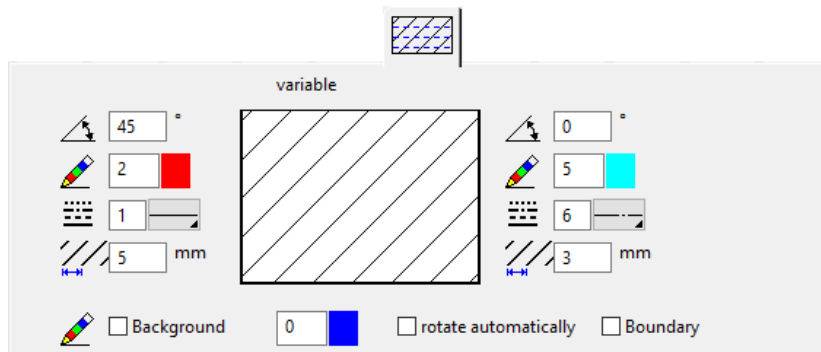 variable
45 °
0 °
2
5
1
6
5 mm
3 mm
Background 0 rotate automatically Boundary